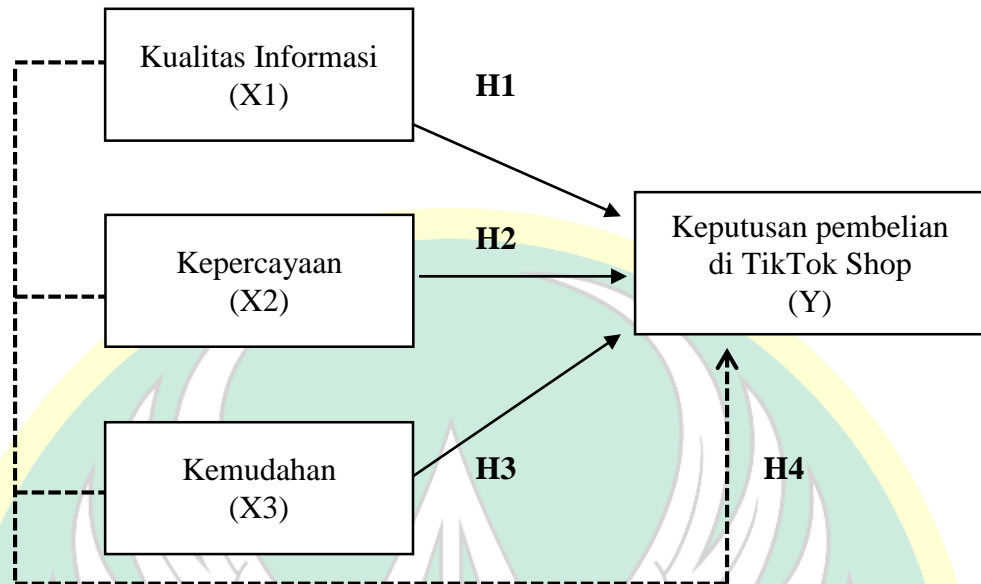 Kualitas Informasi
(X1)
H1
Kepercayaan
(X2)
H2
Keputusan pembelian
di TikTok Shop
(Y)
Kemudahan
(X3)
H3
H4